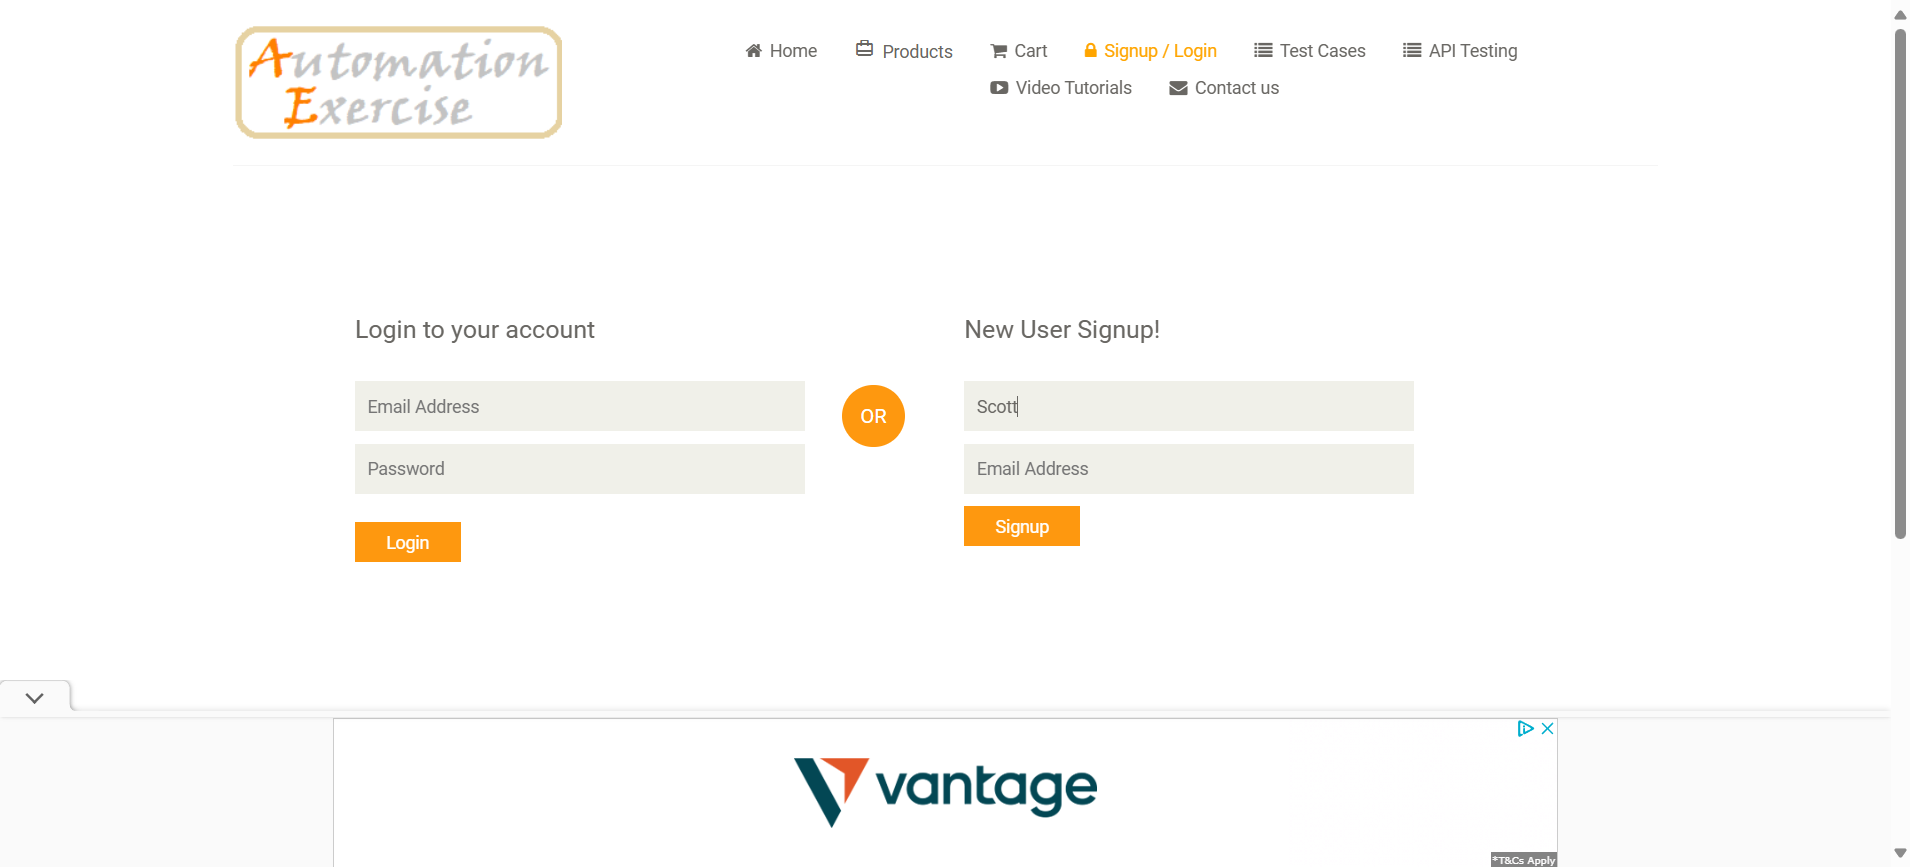 Automation
Exercise
Home
Products
Cart
Signup / Login
Test Cases
API Testing
Video Tutorials
Contact us
Login to your account
Email Address
Password
Login
OR
New User Signup!
Scott
Email Address
Signup
vantage
*T&Cs Apply